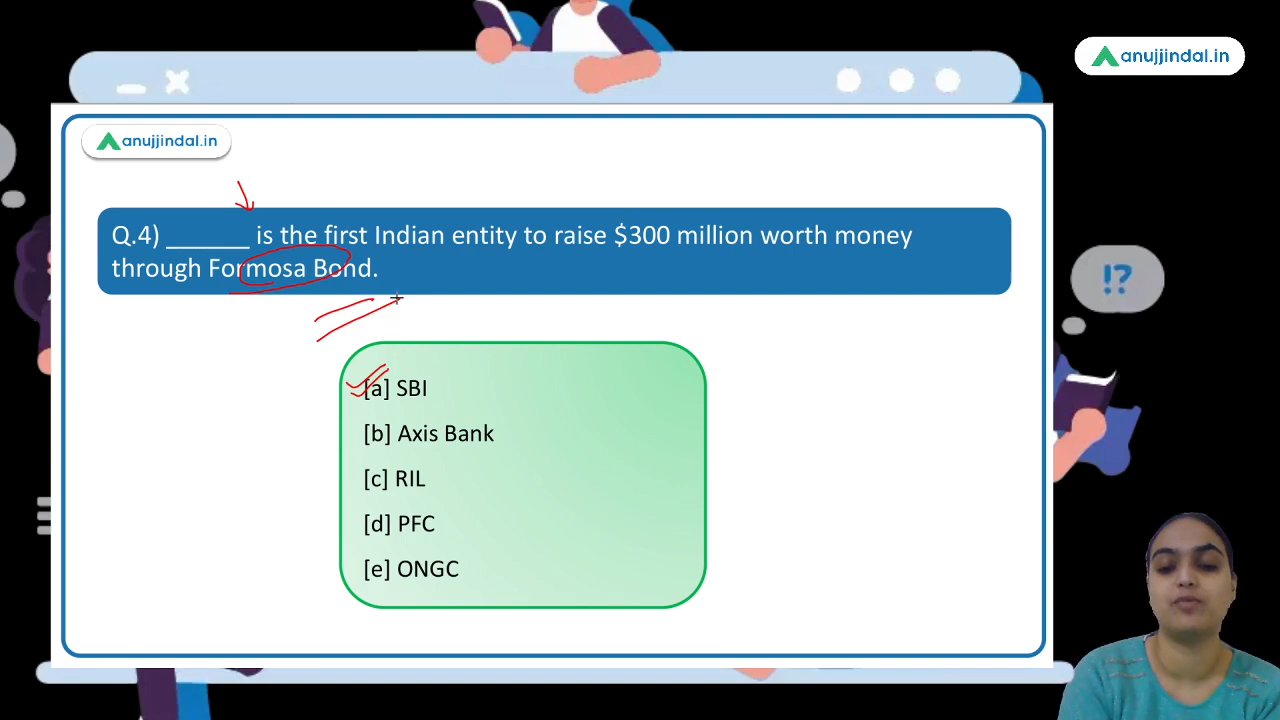 anujjindal.in
anujjindal.in
Q.4) ______ is the first Indian entity to raise $300 million worth money
through Formosa Bond.
!?
[a] SBI
[b] Axis Bank
[c] RIL
[d] PFC
[e] ONGC